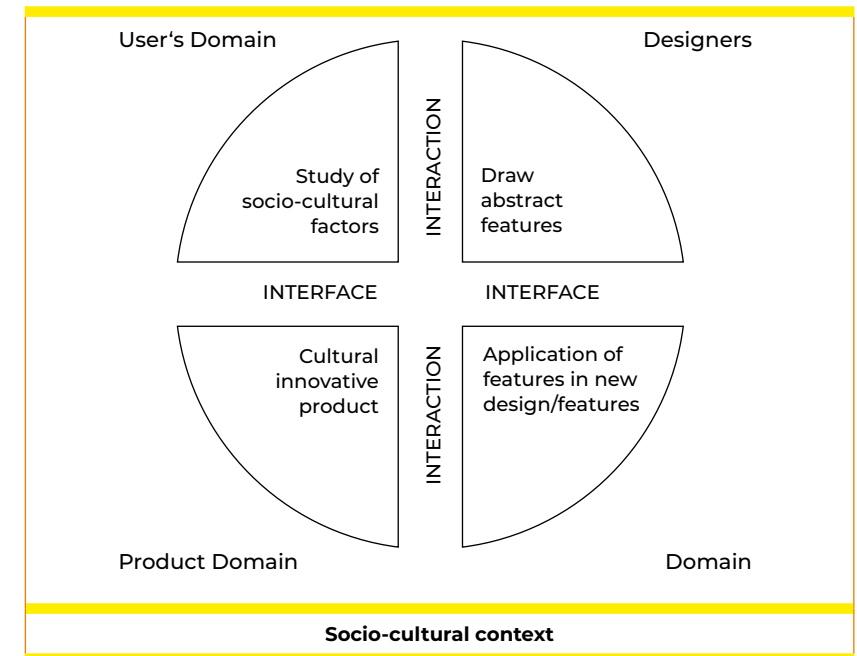 User‘s Domain
Designers
Study of
socio-cultural
factors
INTERACTION
Draw
abstract
features
INTERFACE
INTERFACE
Cultural
innovative
product
INTERACTION
Application of
features in new
design/features
Product Domain
Domain
Socio-cultural context